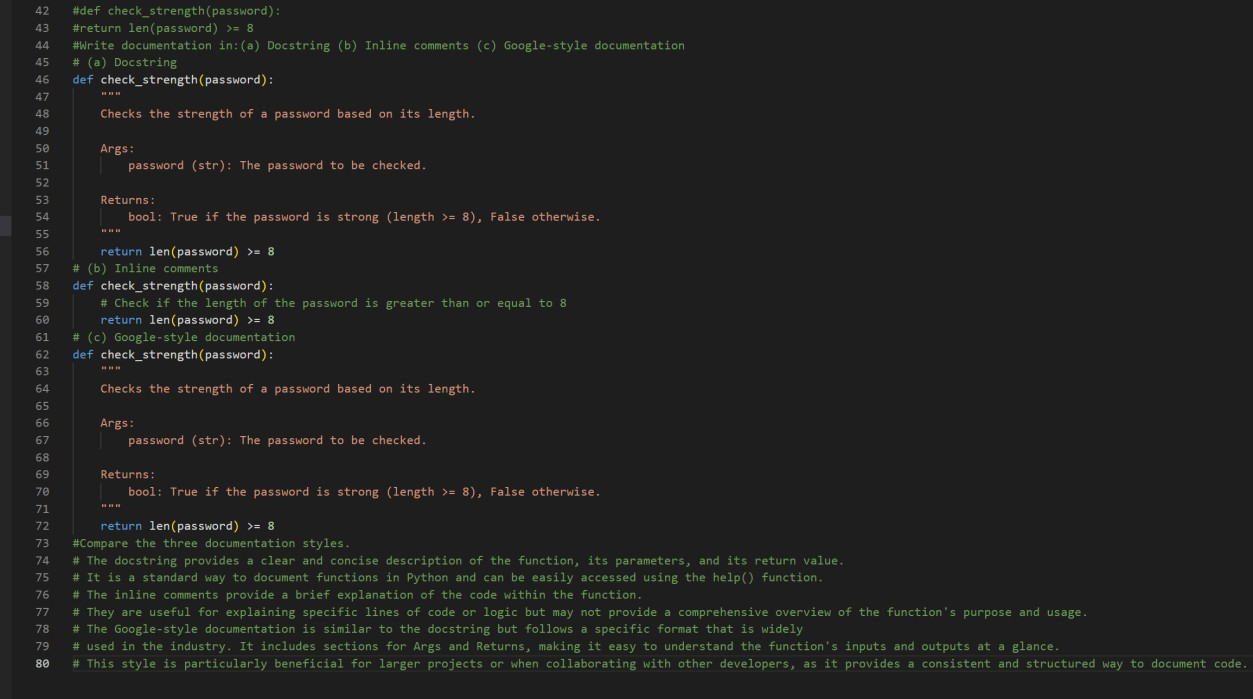 42 #def check_strength(password):
43 #return len(password) >= 8
44 #Write documentation in:(a) Docstring (b) Inline comments (c) Google-style documentation
45 # (a) Docstring
46 def check_strength(password):
47     """
48     Checks the strength of a password based on its length.
49
50     Args:
51         password (str): The password to be checked.
52
53     Returns:
54         bool: True if the password is strong (length >= 8), False otherwise.
55     """
56     return len(password) >= 8
57 # (b) Inline comments
58 def check_strength(password):
59     # Check if the length of the password is greater than or equal to 8
60     return len(password) >= 8
61 # (c) Google-style documentation
62 def check_strength(password):
63     """
64     Checks the strength of a password based on its length.
65
66     Args:
67         password (str): The password to be checked.
68
69     Returns:
70         bool: True if the password is strong (length >= 8), False otherwise.
71     """
72     return len(password) >= 8
73 #Compare the three documentation styles.
74 # The docstring provides a clear and concise description of the function, its parameters, and its return value.
75 # It is a standard way to document functions in Python and can be easily accessed using the help() function.
76 # The inline comments provide a brief explanation of the code within the function.
77 # They are useful for explaining specific lines of code or logic but may not provide a comprehensive overview of the function's purpose and usage.
78 # The Google-style documentation is similar to the docstring but follows a specific format that is widely
79 # used in the industry. It includes sections for Args and Returns, making it easy to understand the function's inputs and outputs at a glance.
80 # This style is particularly beneficial for larger projects or when collaborating with other developers, as it provides a consistent and structured way to document code.